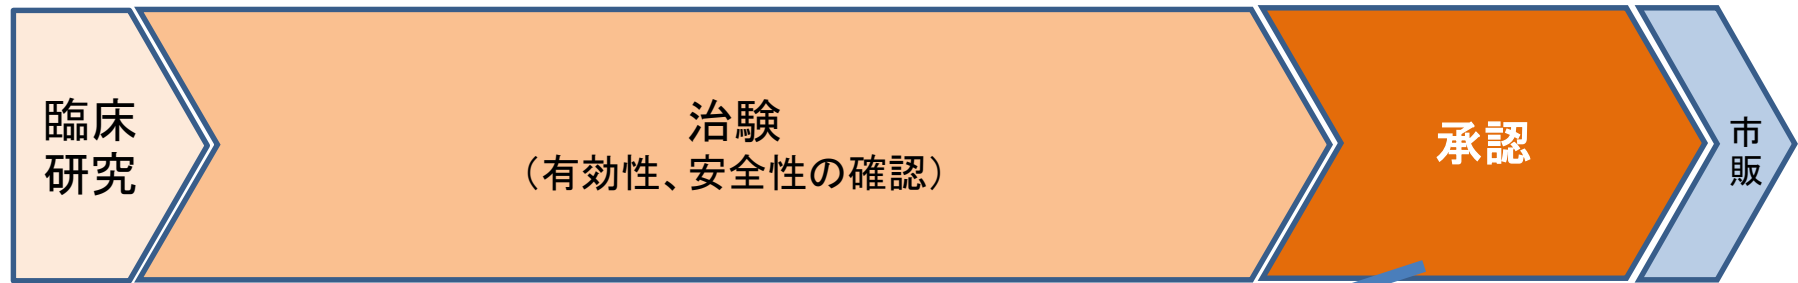 臨床
研究
治験
（有効性、安全性の確認）
承認
市
販